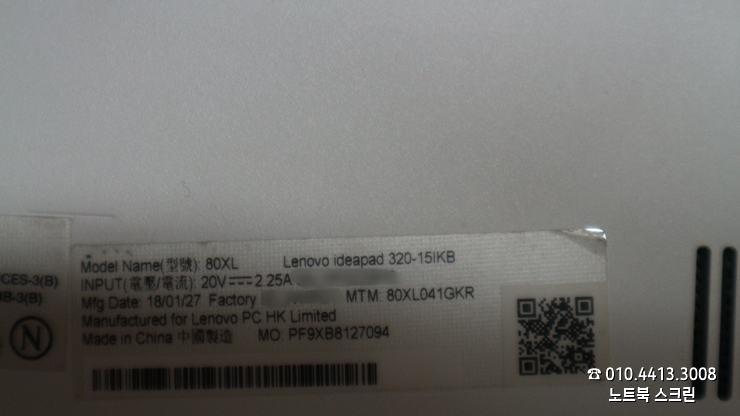 CES-3(B)
IB-3(B)
N
Model Name(型號): 80XL Lenovo ideapad 320-15IKB
INPUT(電壓/電流): 20V⎓2.25A
Mfg Date: 18/01/27 Factory MTM: 80XL041GKR
Manufactured for Lenovo PC HK Limited
Made in China 中國製造 MO: PF9XB8127094
☎ 010.4413.3008
노트북 스크린